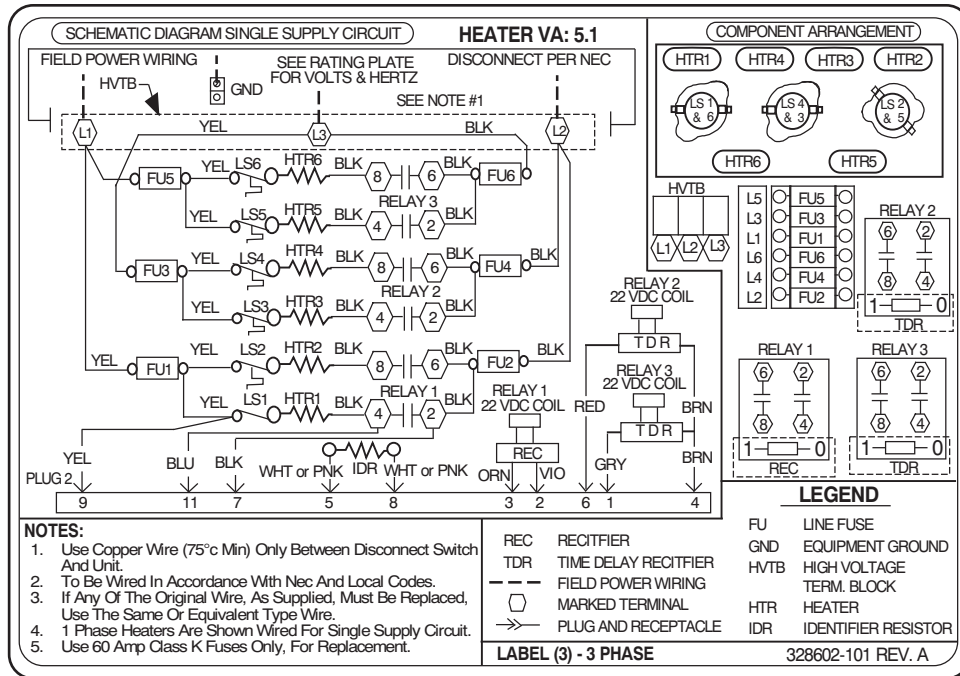 SCHEMATIC DIAGRAM SINGLE SUPPLY CIRCUIT
HEATER VA: 5.1
COMPONENT ARRANGEMENT
FIELD POWER WIRING
SEE RATING PLATE
FOR VOLTS & HERTZ
DISCONNECT PER NEC
HVTB
GND
SEE NOTE #1
L1
YEL
L3
BLK
L2
FU5
YEL
LS6
HTR6
BLK
8
6
BLK
FU6
RELAY 3
YEL
LS5
HTR5
BLK
4
2
BLK
FU3
YEL
LS4
HTR4
BLK
8
6
BLK
FU4
BLK
RELAY 2
YEL
LS3
HTR3
BLK
4
2
BLK
YEL
FU1
YEL
LS2
HTR2
BLK
8
6
BLK
FU2
BLK
RELAY 1
YEL
LS1
HTR1
BLK
4
2
BLK
RELAY 1
22 VDC COIL
REC
ORN
VIO
RELAY 2
22 VDC COIL
TDR
RELAY 3
22 VDC COIL
TDR
RED
BRN
GRY
BRN
YEL
BLU
BLK
WHT or PNK
IDR
WHT or PNK
PLUG 2
9
11
7
5
8
3
2
6
1
4
HTR1
HTR4
HTR3
HTR2
LS 1
& 6
LS 4
& 3
LS 2
& 5
HTR6
HTR5
HVTB
L1
L2
L3
L5
FU5
L3
FU3
L1
FU1
L6
FU6
L4
FU4
L2
FU2
RELAY 2
6
2
8
4
1
0
TDR
RELAY 1
6
2
8
4
1
0
REC
RELAY 3
6
2
8
4
1
0
TDR
NOTES:
1. Use Copper Wire (75°c Min) Only Between Disconnect Switch
And Unit.
2. To Be Wired In Accordance With Nec And Local Codes.
3. If Any Of The Original Wire, As Supplied, Must Be Replaced,
Use The Same Or Equivalent Type Wire.
4. 1 Phase Heaters Are Shown Wired For Single Supply Circuit.
5. Use 60 Amp Class K Fuses Only, For Replacement.
LEGEND
REC RECITFIER
TDR TIME DELAY RECITFIER
FIELD POWER WIRING
MARKED TERMINAL
PLUG AND RECEPTACLE
FU LINE FUSE
GND EQUIPMENT GROUND
HVTB HIGH VOLTAGE
TERM. BLOCK
HTR HEATER
IDR IDENTIFIER RESISTOR
LABEL (3) - 3 PHASE
328602-101 REV. A